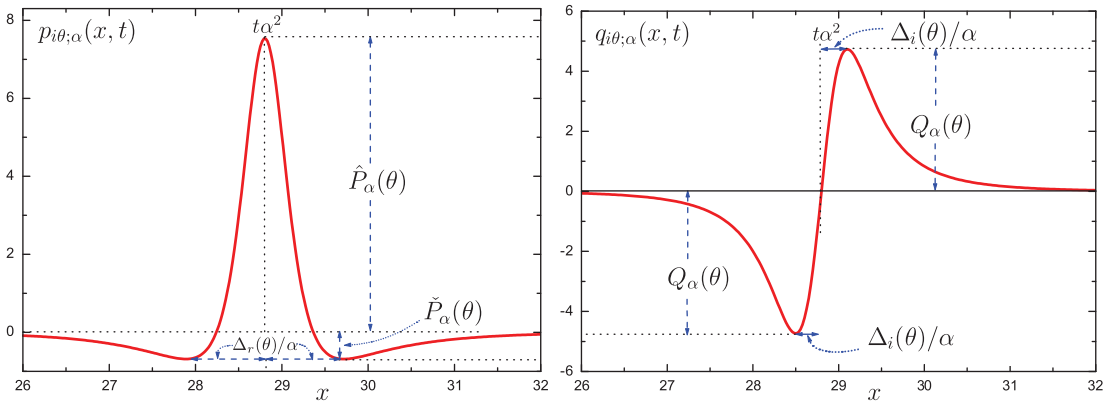 p_{iθ;α}(x,t)
tα²
8
6
4
2
0
P̂_α(θ)
P̌_α(θ)
Δ_r(θ)/α
26 27 28 29 30 31 32
x
q_{iθ;α}(x,t)
tα²
Δ_i(θ)/α
6
4
2
0
-2
-4
-6
Q_α(θ)
Q_α(θ)
Δ_i(θ)/α
26 27 28 29 30 31 32
x